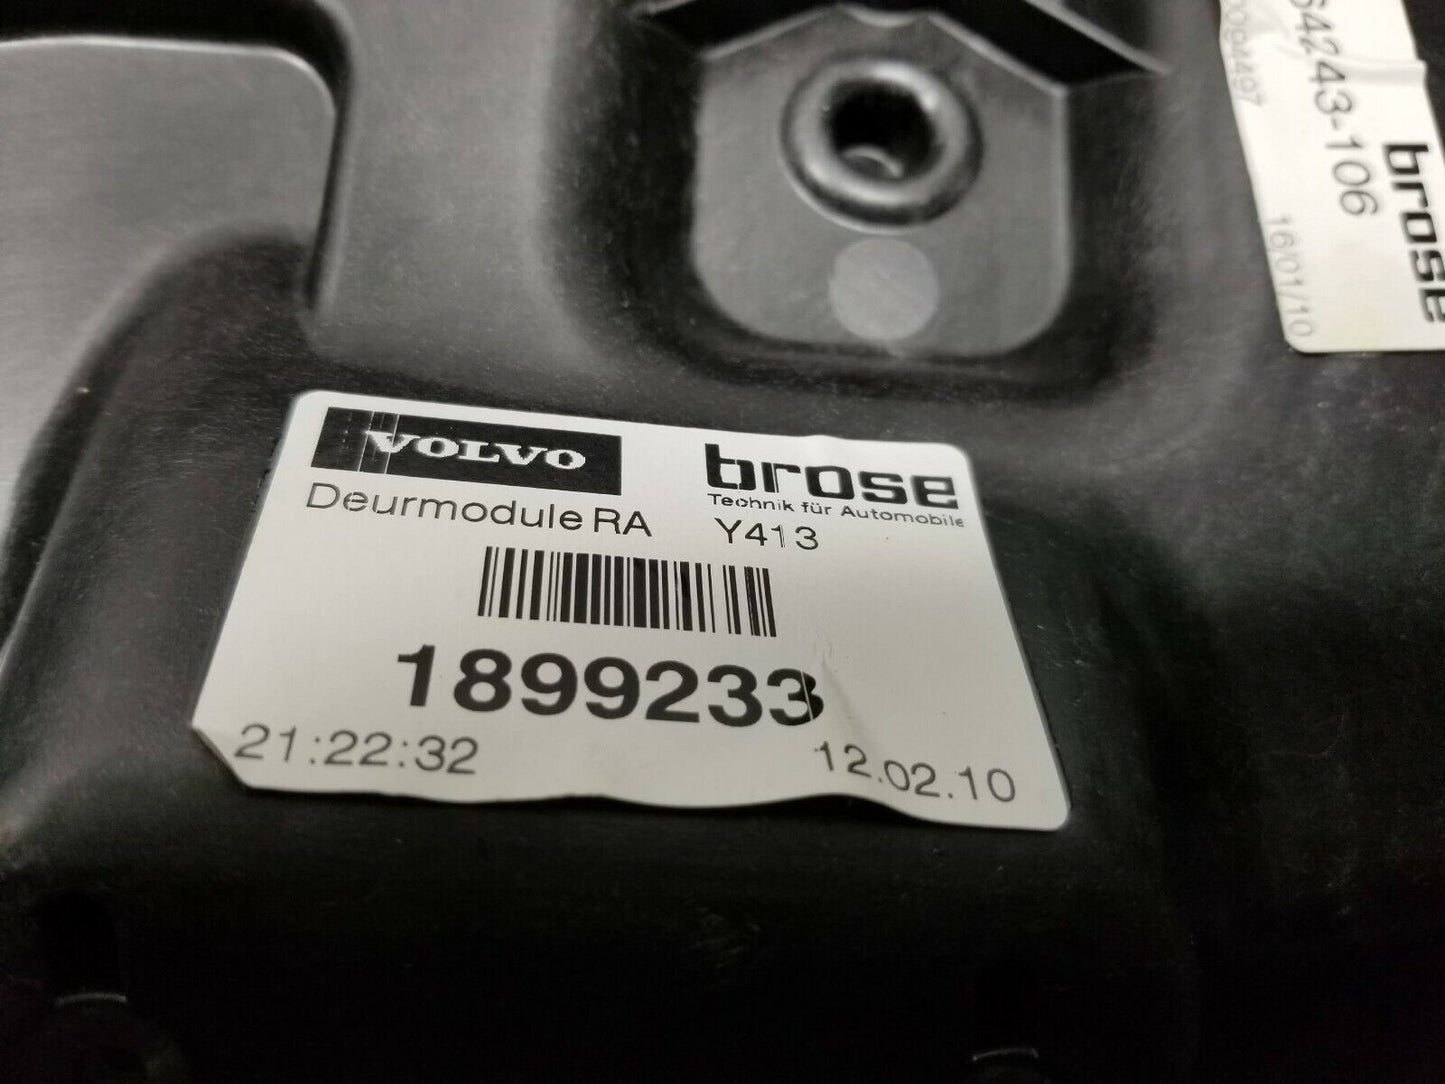 VOLVO
brose
Technik für Automobile
Deurmodule RA Y413
1899233
21:22:32 12.02.10
64243-106
brose
16/01/10